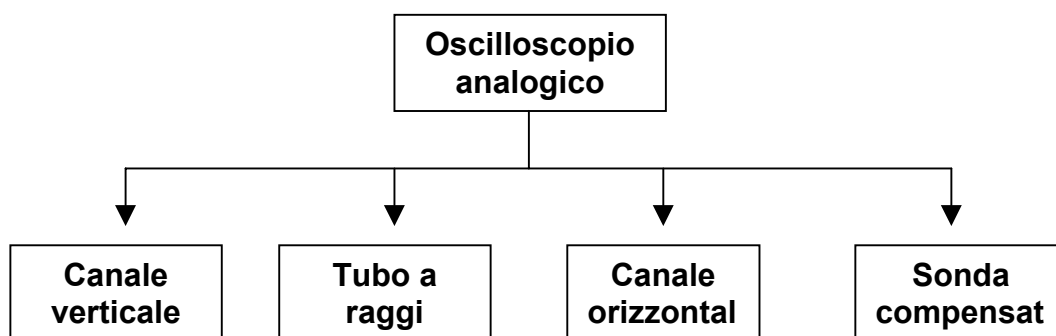 Oscilloscopio
analogico
Canale
verticale
Tubo a
raggi
Canale
orizzontal
Sonda
compensat